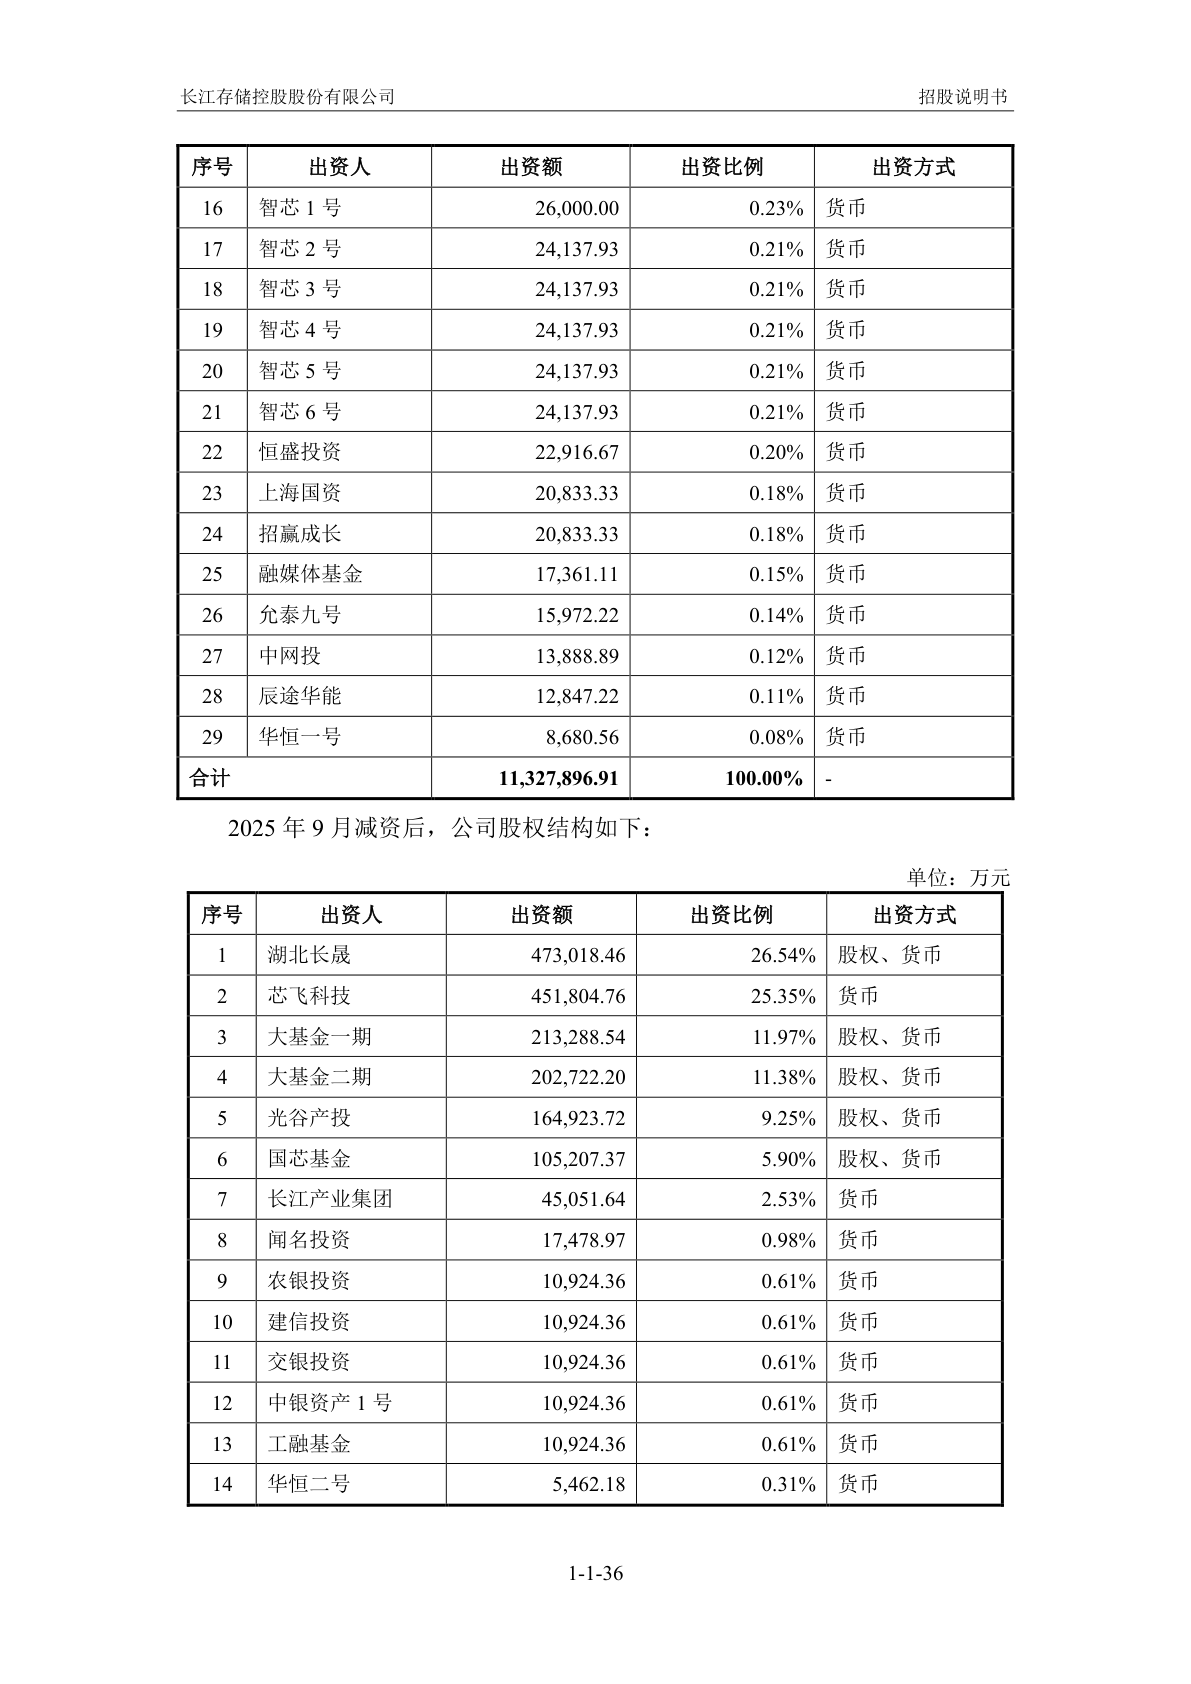 长江存储控股股份有限公司 招股说明书
序号 出资人 出资额 出资比例 出资方式
16 智芯 1 号 26,000.00 0.23% 货币
17 智芯 2 号 24,137.93 0.21% 货币
18 智芯 3 号 24,137.93 0.21% 货币
19 智芯 4 号 24,137.93 0.21% 货币
20 智芯 5 号 24,137.93 0.21% 货币
21 智芯 6 号 24,137.93 0.21% 货币
22 恒盛投资 22,916.67 0.20% 货币
23 上海国资 20,833.33 0.18% 货币
24 招赢成长 20,833.33 0.18% 货币
25 融媒体基金 17,361.11 0.15% 货币
26 允泰九号 15,972.22 0.14% 货币
27 中网投 13,888.89 0.12% 货币
28 辰途华能 12,847.22 0.11% 货币
29 华恒一号 8,680.56 0.08% 货币
合计 11,327,896.91 100.00% -
2025 年 9 月减资后，公司股权结构如下：
单位：万元
序号 出资人 出资额 出资比例 出资方式
1 湖北长晟 473,018.46 26.54% 股权、货币
2 芯飞科技 451,804.76 25.35% 货币
3 大基金一期 213,288.54 11.97% 股权、货币
4 大基金二期 202,722.20 11.38% 股权、货币
5 光谷产投 164,923.72 9.25% 股权、货币
6 国芯基金 105,207.37 5.90% 股权、货币
7 长江产业集团 45,051.64 2.53% 货币
8 闻名投资 17,478.97 0.98% 货币
9 农银投资 10,924.36 0.61% 货币
10 建信投资 10,924.36 0.61% 货币
11 交银投资 10,924.36 0.61% 货币
12 中银资产 1 号 10,924.36 0.61% 货币
13 工融基金 10,924.36 0.61% 货币
14 华恒二号 5,462.18 0.31% 货币
1-1-36